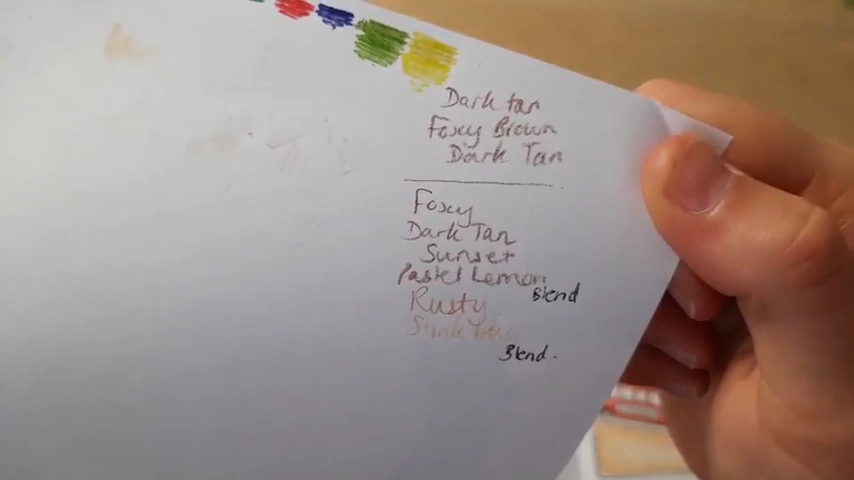 Dark tan
Foxy Brown
Dark Tan
Foxy
Dark Tan
Sunset
Pastel Lemon
Blend
Rusty
Blend.